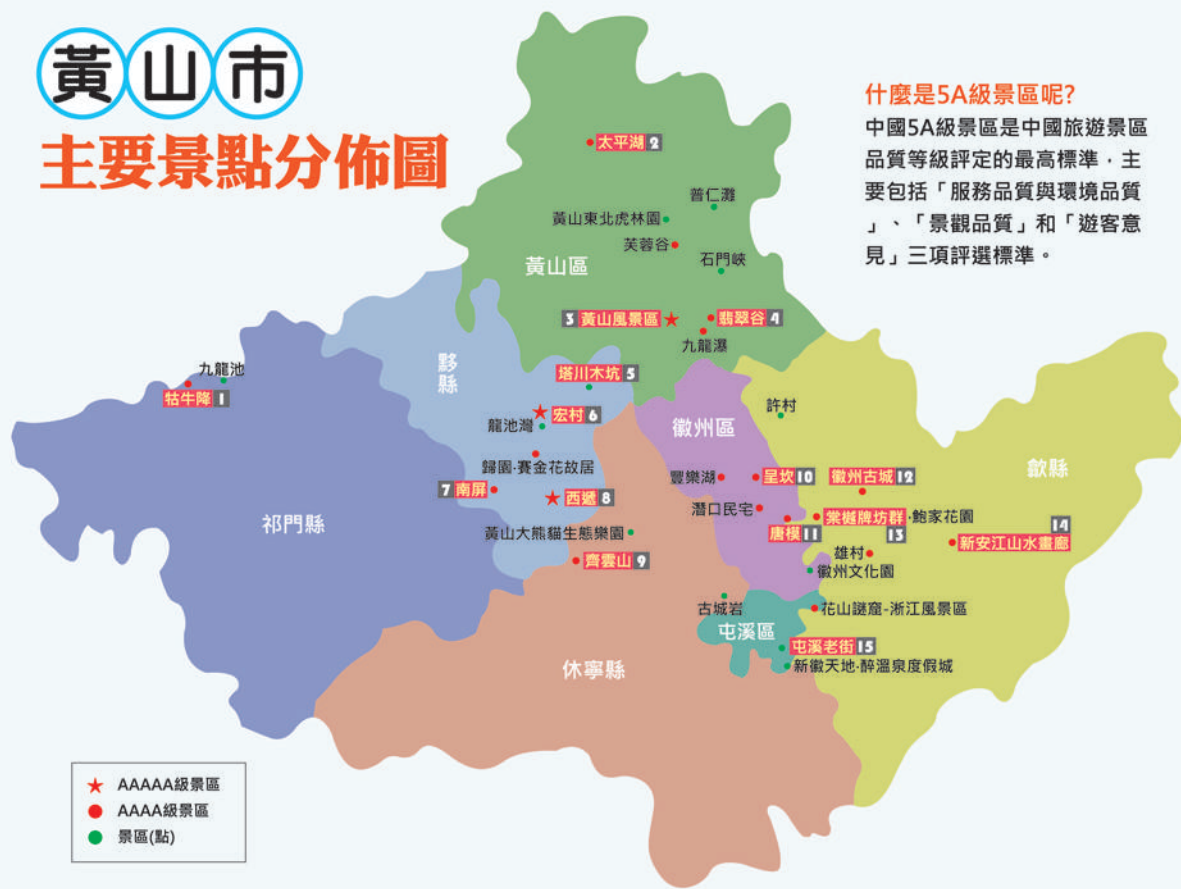 黃山市
主要景點分佈圖
什麼是5A級景區呢?
中國5A級景區是中國旅遊景區
品質等級評定的最高標準，主
要包括「服務品質與環境品質
」、「景觀品質」和「遊客意
見」三項評選標準。
太平湖 2
普仁灘
黃山東北虎林園
芙蓉谷
黃山區
石門峽
3 黃山風景區
翡翠谷 4
九龍瀑
黟縣
九龍池
牯牛降 1
塔川木坑 5
宏村 6
龍池灣
許村
徽州區
歸園·賽金花故居
歙縣
豐樂湖
呈坎 10
徽州古城 12
7 南屏
西遞 8
潛口民宅
祁門縣
黃山大熊貓生態樂園
唐模 11
棠樾牌坊群·鮑家花園
13
14
新安江山水畫廊
齊雲山 9
雄村
徽州文化園
古城岩
花山謎窟-淅江風景區
屯溪區
屯溪老街 15
休寧縣
新徽天地·醉溫泉度假城
AAAAA級景區
AAAA級景區
景區(點)